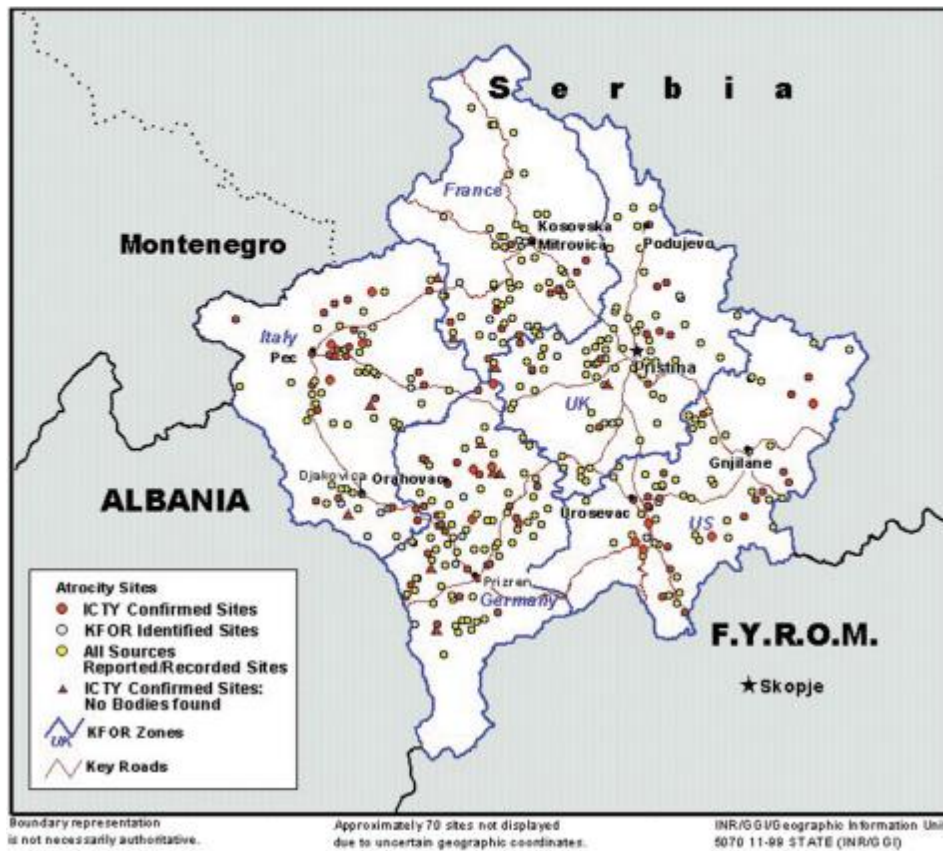 S e r b i a
France
Kosovska
Mitrovica
Podujevo
Montenegro
Italy
Pec
Pristina
UK
Gnjilane
Djakovica
Orahovac
ALBANIA
Urosevac
US
Prizren
Germany
F.Y.R.O.M.
Skopje
Atrocity Sites
ICTY Confirmed Sites
KFOR Identified Sites
All Sources
Reported/Recorded Sites
ICTY Confirmed Sites:
No Bodies found
UK
KFOR Zones
Key Roads
Boundary representation
is not necessarily authoritative.
Approximately 70 sites not displayed
due to uncertain geographic coordinates.
INR/GGI/Geographic Information Uni
5070 11-99 STATE (INR/GGI)